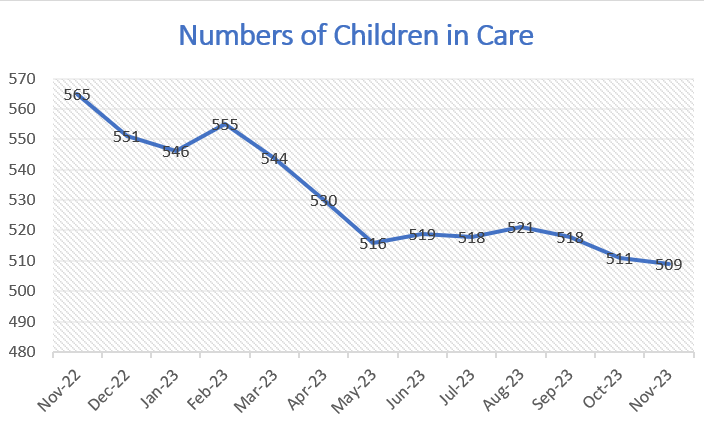 Numbers of Children in Care
570
560
550
540
530
520
510
500
490
480
565
551
546
555
544
530
516
519
518
521
518
511
509
Nov-22
Dec-22
Jan-23
Feb-23
Mar-23
Apr-23
May-23
Jun-23
Jul-23
Aug-23
Sep-23
Oct-23
Nov-23